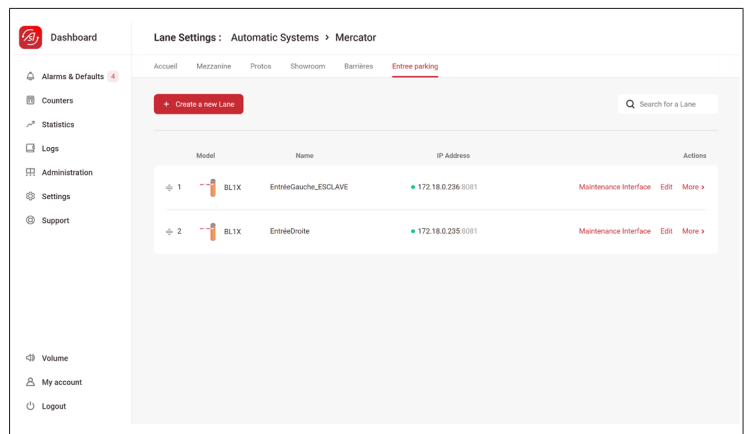 Dashboard
Alarms & Defaults 4
Counters
Statistics
Logs
Administration
Settings
Support
Volume
My account
Logout
Lane Settings : Automatic Systems > Mercator
Accueil Mezzanine Protos Showroom Barrières Entree parking
+ Create a new Lane
Search for a Lane
Model Name IP Address Actions
1 BL1X EntréeGauche_ESCLAVE 172.18.0.236:8081 Maintenance Interface Edit More >
2 BL1X EntréeDroite 172.18.0.235:8081 Maintenance Interface Edit More >